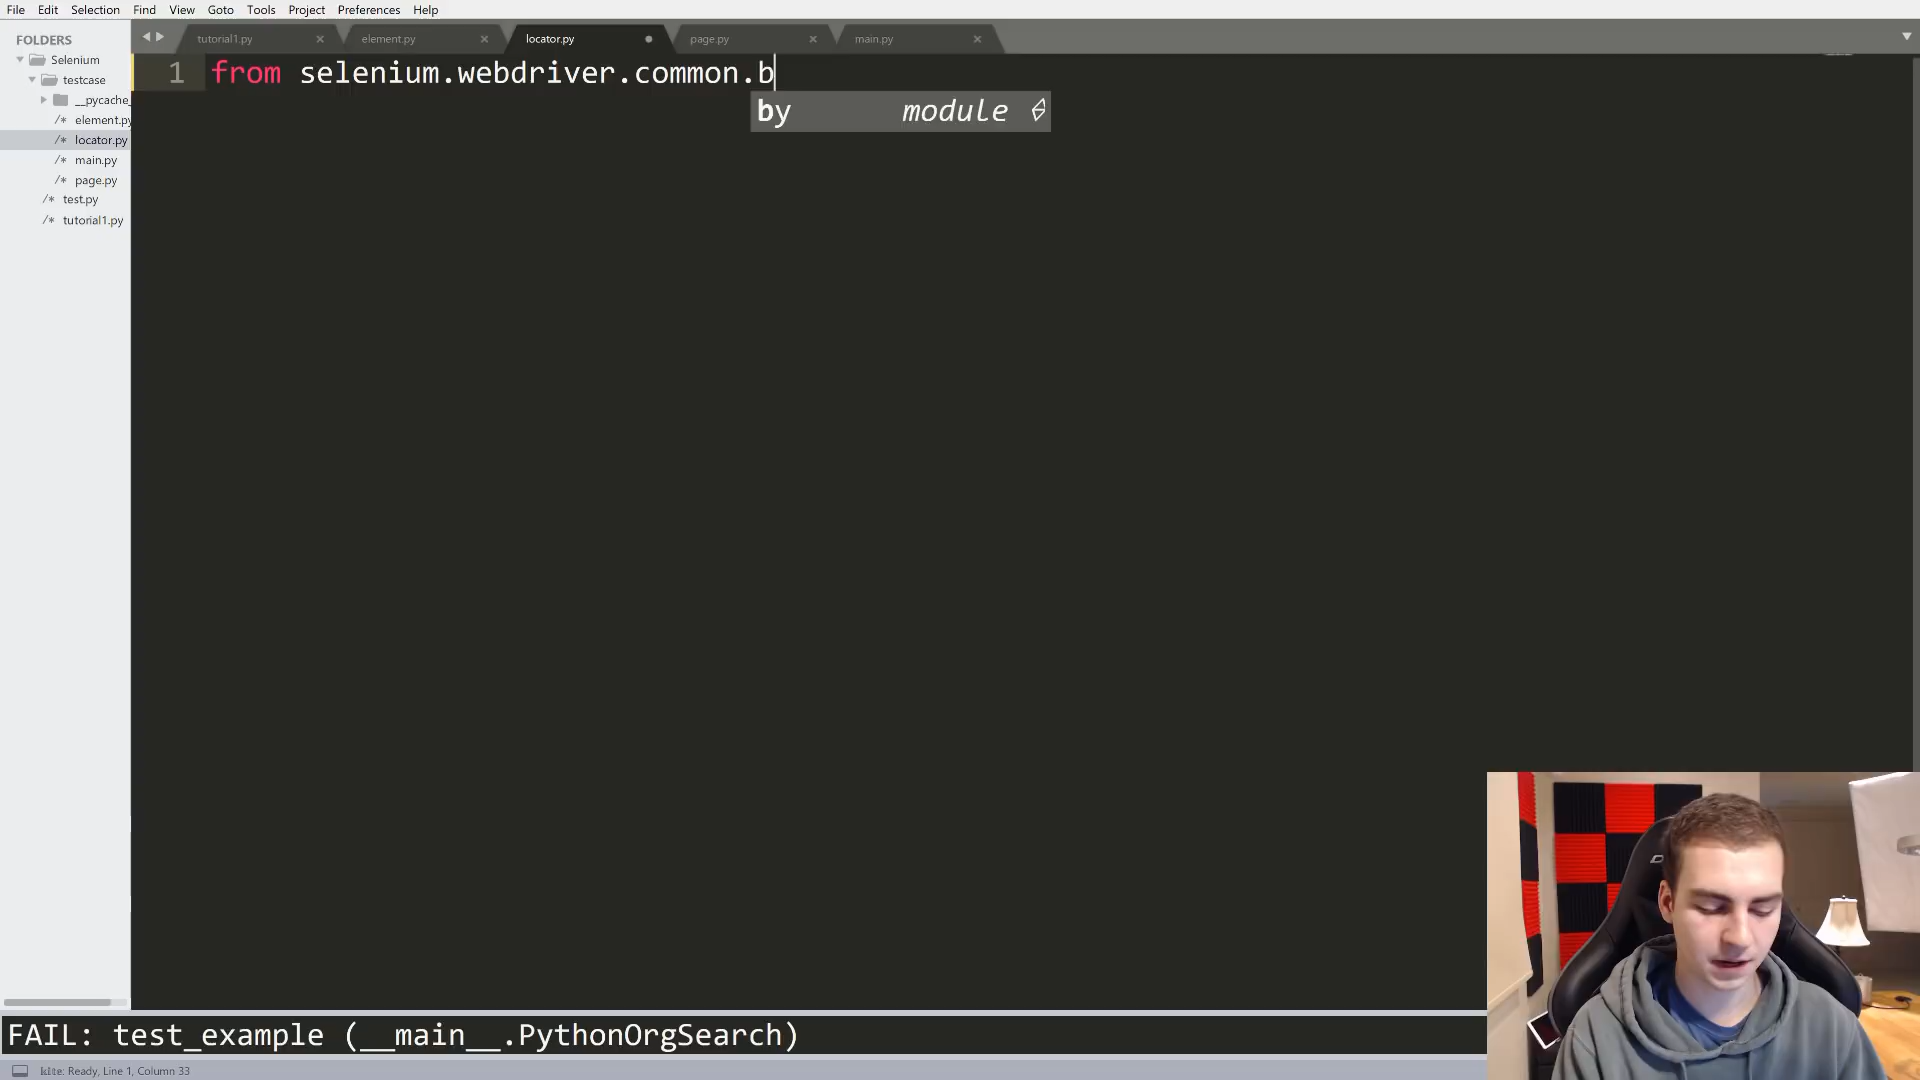 File Edit Selection Find View Goto Tools Project Preferences Help
FOLDERS
Selenium
testcase
__pycache_
/* element.py
/* locator.py
/* main.py
/* page.py
/* test.py
/* tutorial1.py
tutorial1.py × element.py × locator.py page.py × main.py ×
1 from selenium.webdriver.common.b
by module
FAIL: test_example (__main__.PythonOrgSearch)
kite: Ready, Line 1, Column 33